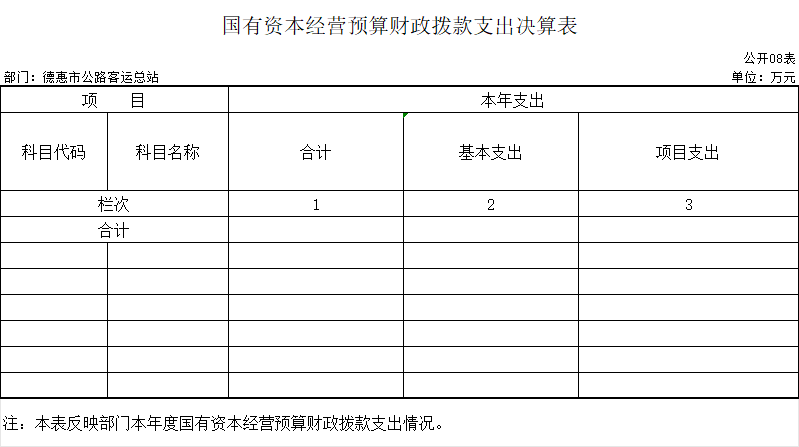 国有资本经营预算财政拨款支出决算表
公开08表
部门：德惠市公路客运总站 单位：万元
项 目 本年支出
科目代码 科目名称 合计 基本支出 项目支出
栏次 1 2 3
合计
注：本表反映部门本年度国有资本经营预算财政拨款支出情况。